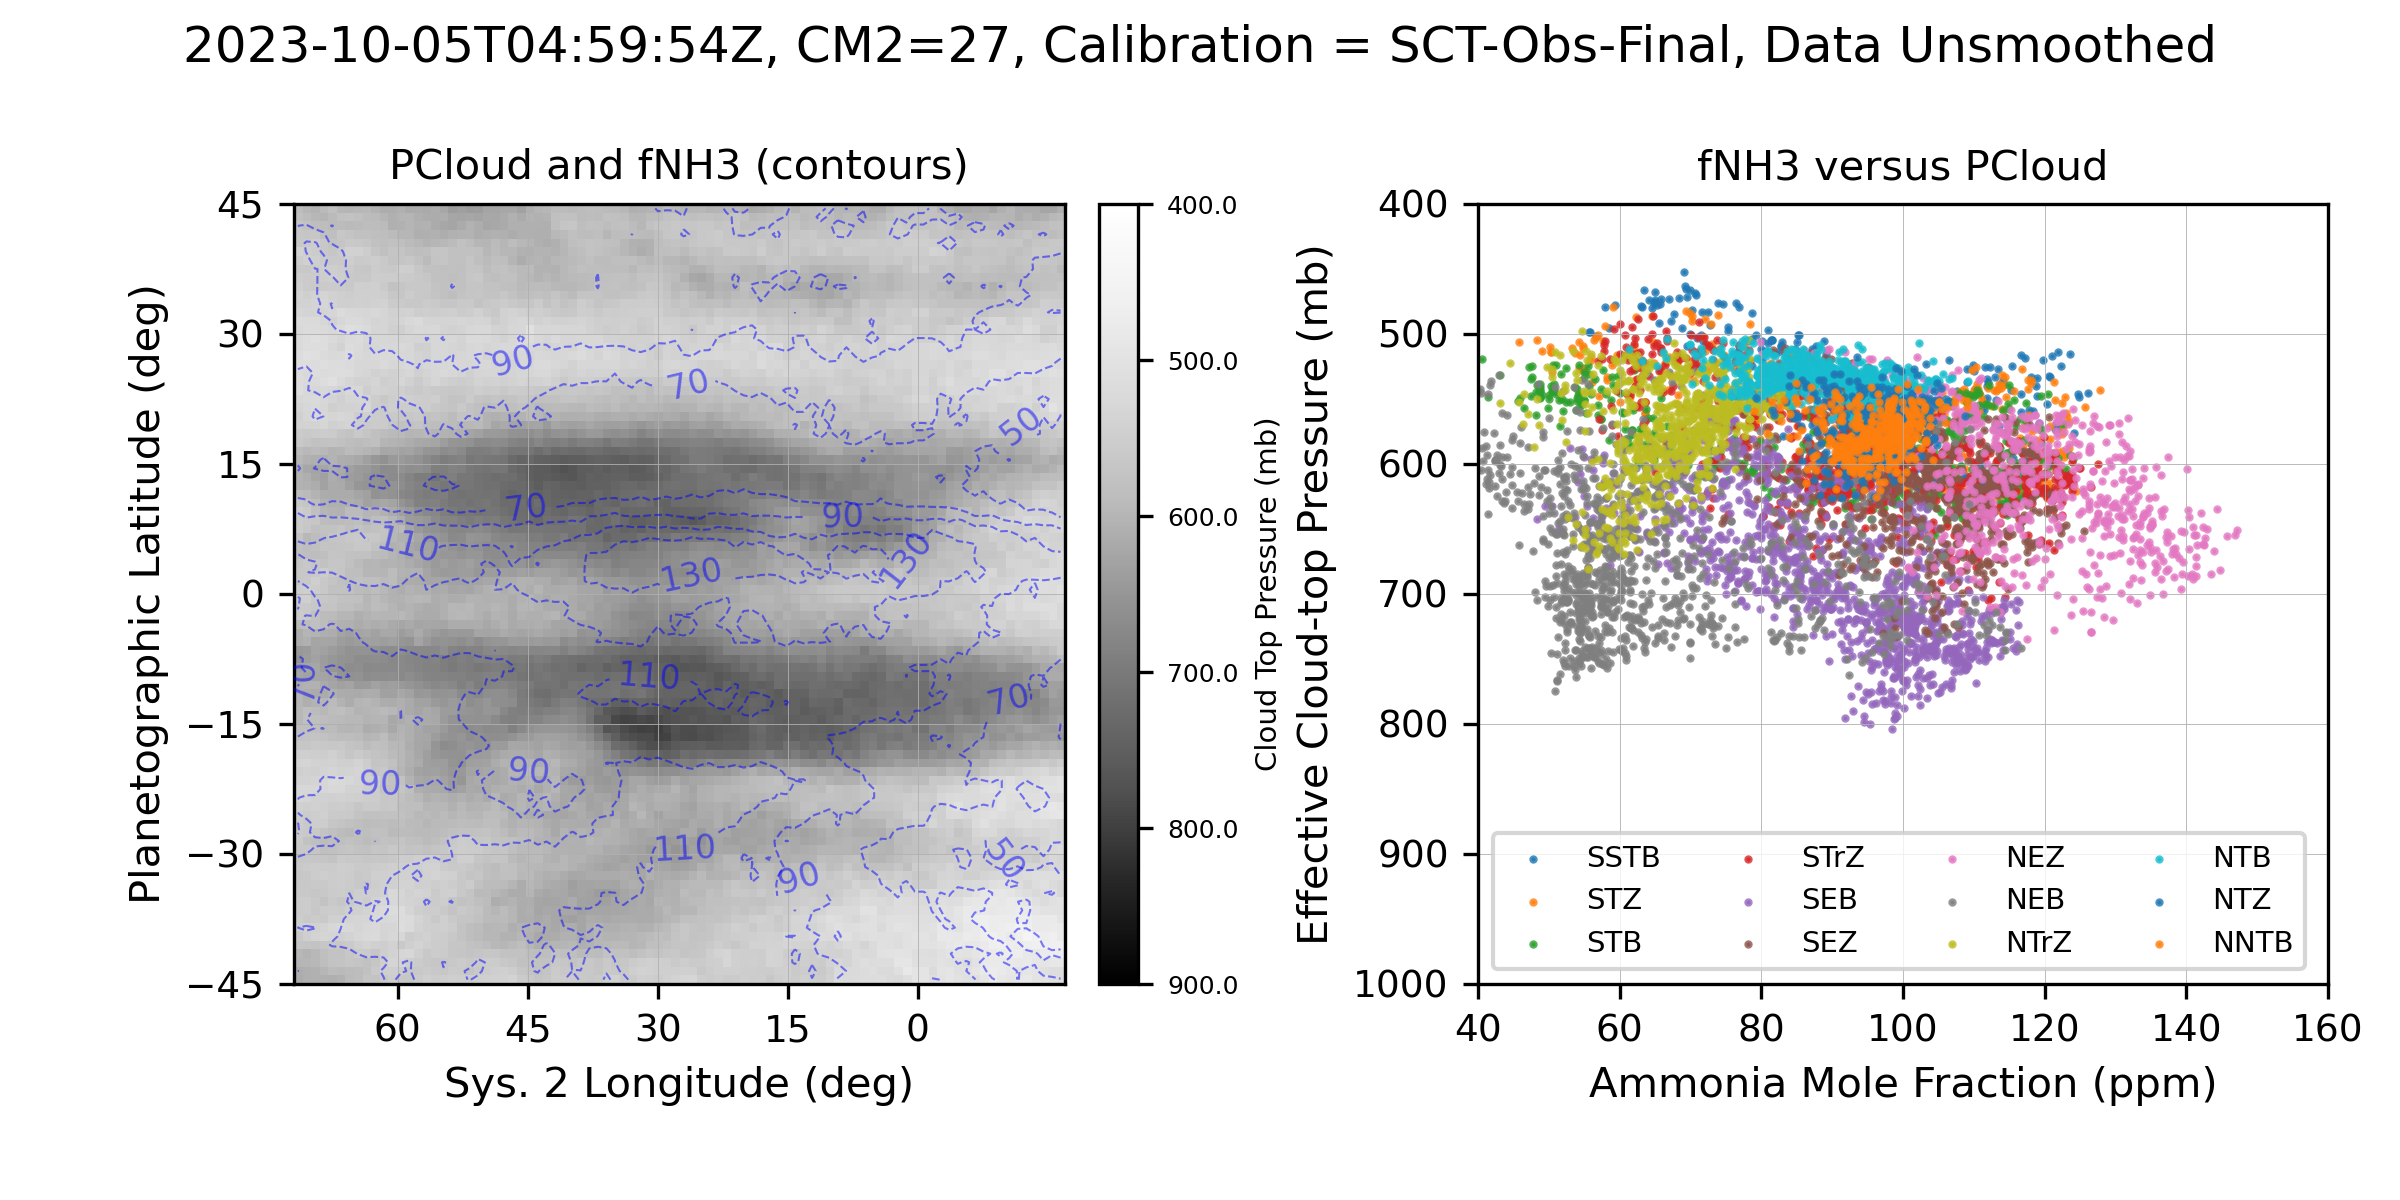 2023-10-05T04:59:54Z, CM2=27, Calibration = SCT-Obs-Final, Data Unsmoothed
PCloud and fNH3 (contours)
45
30
15
0
−15
−30
−45
Planetographic Latitude (deg)
60 45 30 15 0
Sys. 2 Longitude (deg)
90
70
50
70
90
110
130
130
110
70
70
90
90
110
90
50
400.0
500.0
600.0
700.0
800.0
900.0
Cloud Top Pressure (mb)
fNH3 versus PCloud
400
500
600
700
800
900
1000
Effective Cloud-top Pressure (mb)
SSTB STrZ NEZ NTB
STZ SEB NEB NTZ
STB SEZ NTrZ NNTB
40 60 80 100 120 140 160
Ammonia Mole Fraction (ppm)